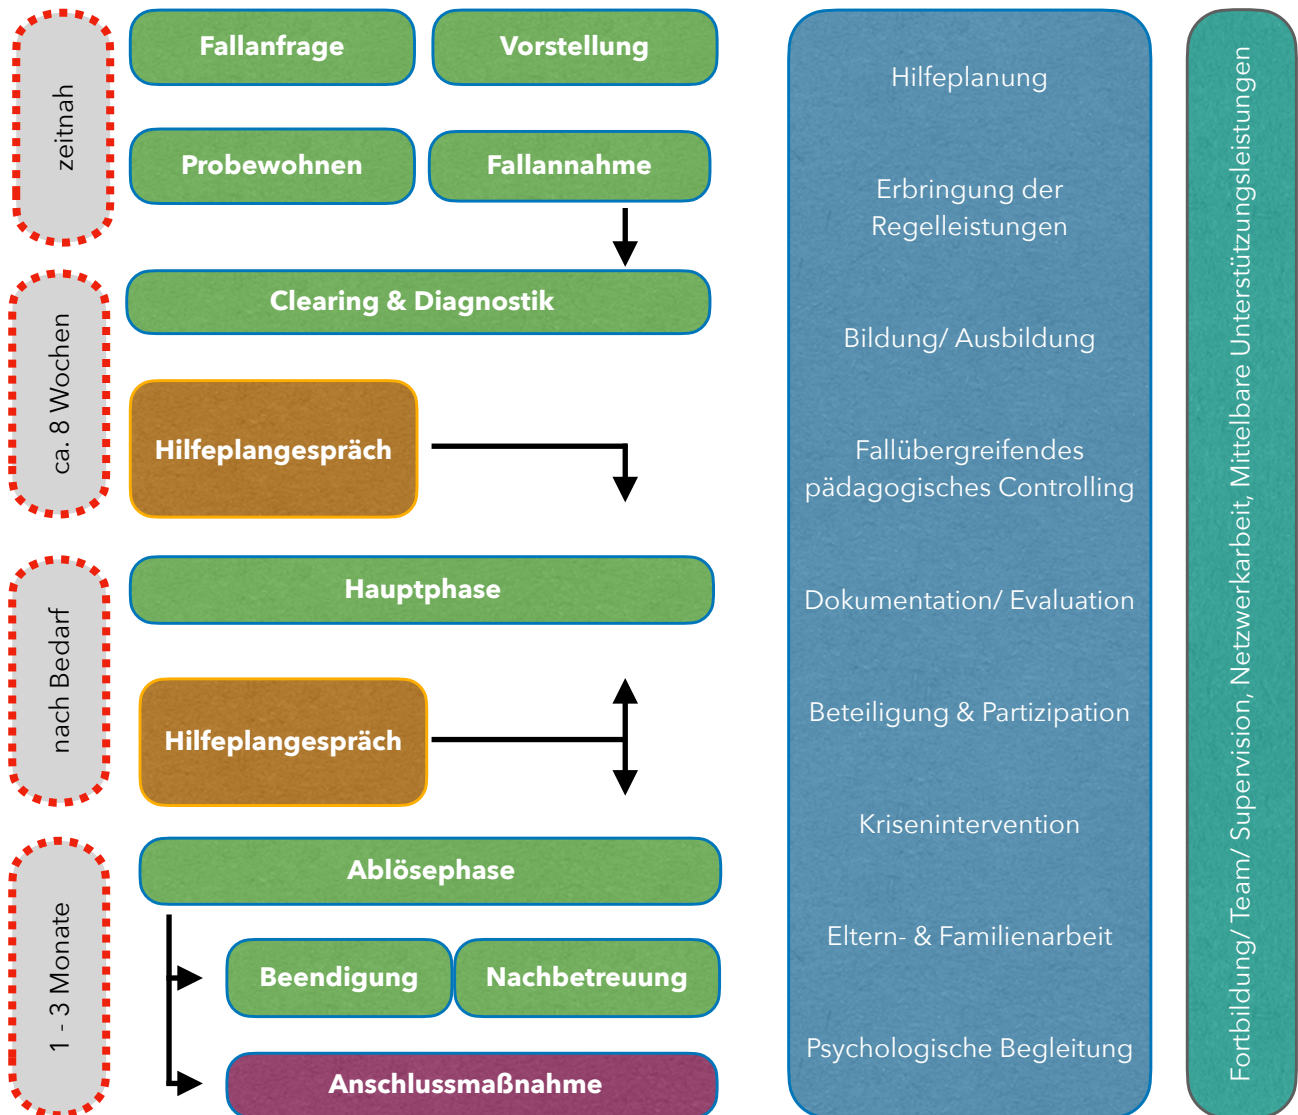 zeitnah
Fallanfrage
Vorstellung
Probewohnen
Fallannahme
ca. 8 Wochen
Clearing & Diagnostik
Hilfeplangespräch
nach Bedarf
Hauptphase
Hilfeplangespräch
1 - 3 Monate
Ablösephase
Beendigung
Nachbetreuung
Anschlussmaßnahme
Hilfeplanung
Erbringung der
Regelleistungen
Bildung/ Ausbildung
Fallübergreifendes
pädagogisches Controlling
Dokumentation/ Evaluation
Beteiligung & Partizipation
Krisenintervention
Eltern- & Familienarbeit
Psychologische Begleitung
Fortbildung/ Team/ Supervision, Netzwerkarbeit, Mittelbare Unterstützungsleistungen